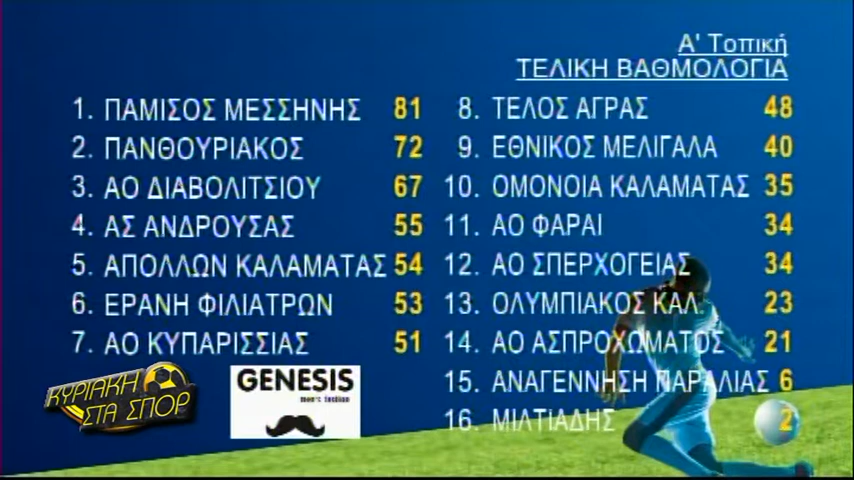 Α' Τοπική
ΤΕΛΙΚΗ ΒΑΘΜΟΛΟΓΙΑ
1. ΠΑΜΙΣΟΣ ΜΕΣΣΗΝΗΣ 81
2. ΠΑΝΘΟΥΡΙΑΚΟΣ 72
3. ΑΟ ΔΙΑΒΟΛΙΤΣΙΟΥ 67
4. ΑΣ ΑΝΔΡΟΥΣΑΣ 55
5. ΑΠΟΛΛΩΝ ΚΑΛΑΜΑΤΑΣ 54
6. ΕΡΑΝΗ ΦΙΛΙΑΤΡΩΝ 53
7. ΑΟ ΚΥΠΑΡΙΣΣΙΑΣ 51
8. ΤΕΛΟΣ ΑΓΡΑΣ 48
9. ΕΘΝΙΚΟΣ ΜΕΛΙΓΑΛΑ 40
10. ΟΜΟΝΟΙΑ ΚΑΛΑΜΑΤΑΣ 35
11. ΑΟ ΦΑΡΑΙ 34
12. ΑΟ ΣΠΕΡΧΟΓΕΙΑΣ 34
13. ΟΛΥΜΠΙΑΚΟΣ ΚΑΛ. 23
14. ΑΟ ΑΣΠΡΟΧΩΜΑΤΟΣ 21
15. ΑΝΑΓΕΝΝΗΣΗ ΠΑΡΑΛΙΑΣ 6
16. ΜΙΛΤΙΑΔΗΣ 2
ΚΥΡΙΑΚΗ
ΣΤΑ ΣΠΟΡ
GENESIS
men's fashion